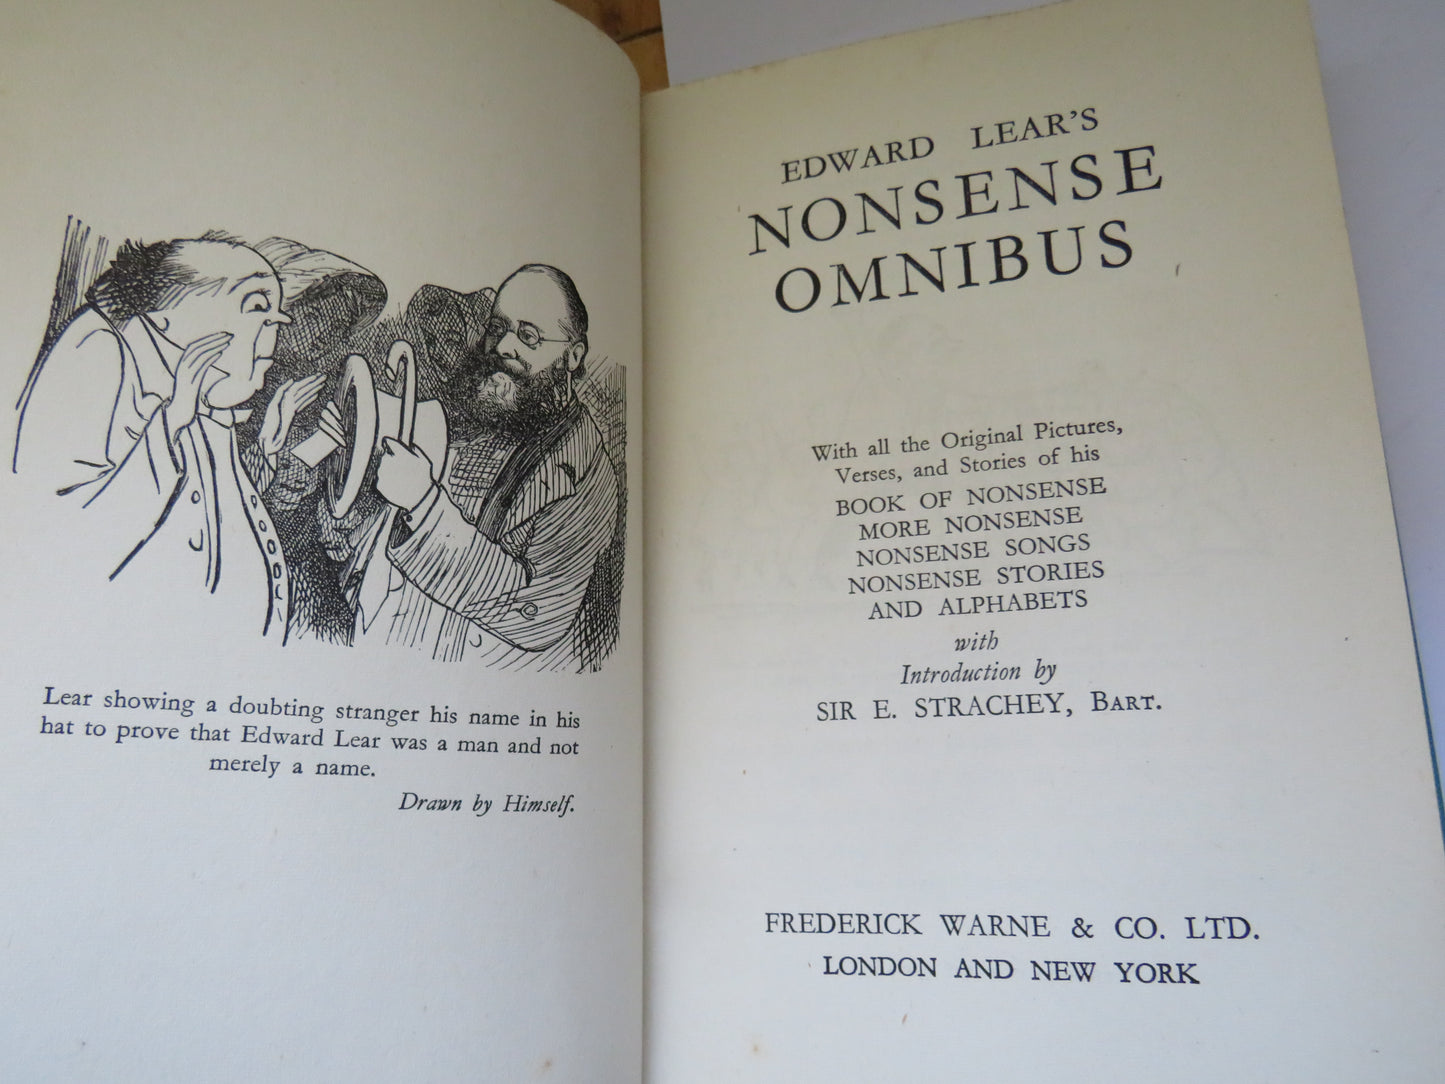 Lear showing a doubting stranger his name in his
hat to prove that Edward Lear was a man and not
merely a name.
Drawn by Himself.
EDWARD LEAR'S
NONSENSE
OMNIBUS
With all the Original Pictures,
Verses, and Stories of his
BOOK OF NONSENSE
MORE NONSENSE
NONSENSE SONGS
NONSENSE STORIES
AND ALPHABETS
with
Introduction by
SIR E. STRACHEY, BART.
FREDERICK WARNE & CO. LTD.
LONDON AND NEW YORK